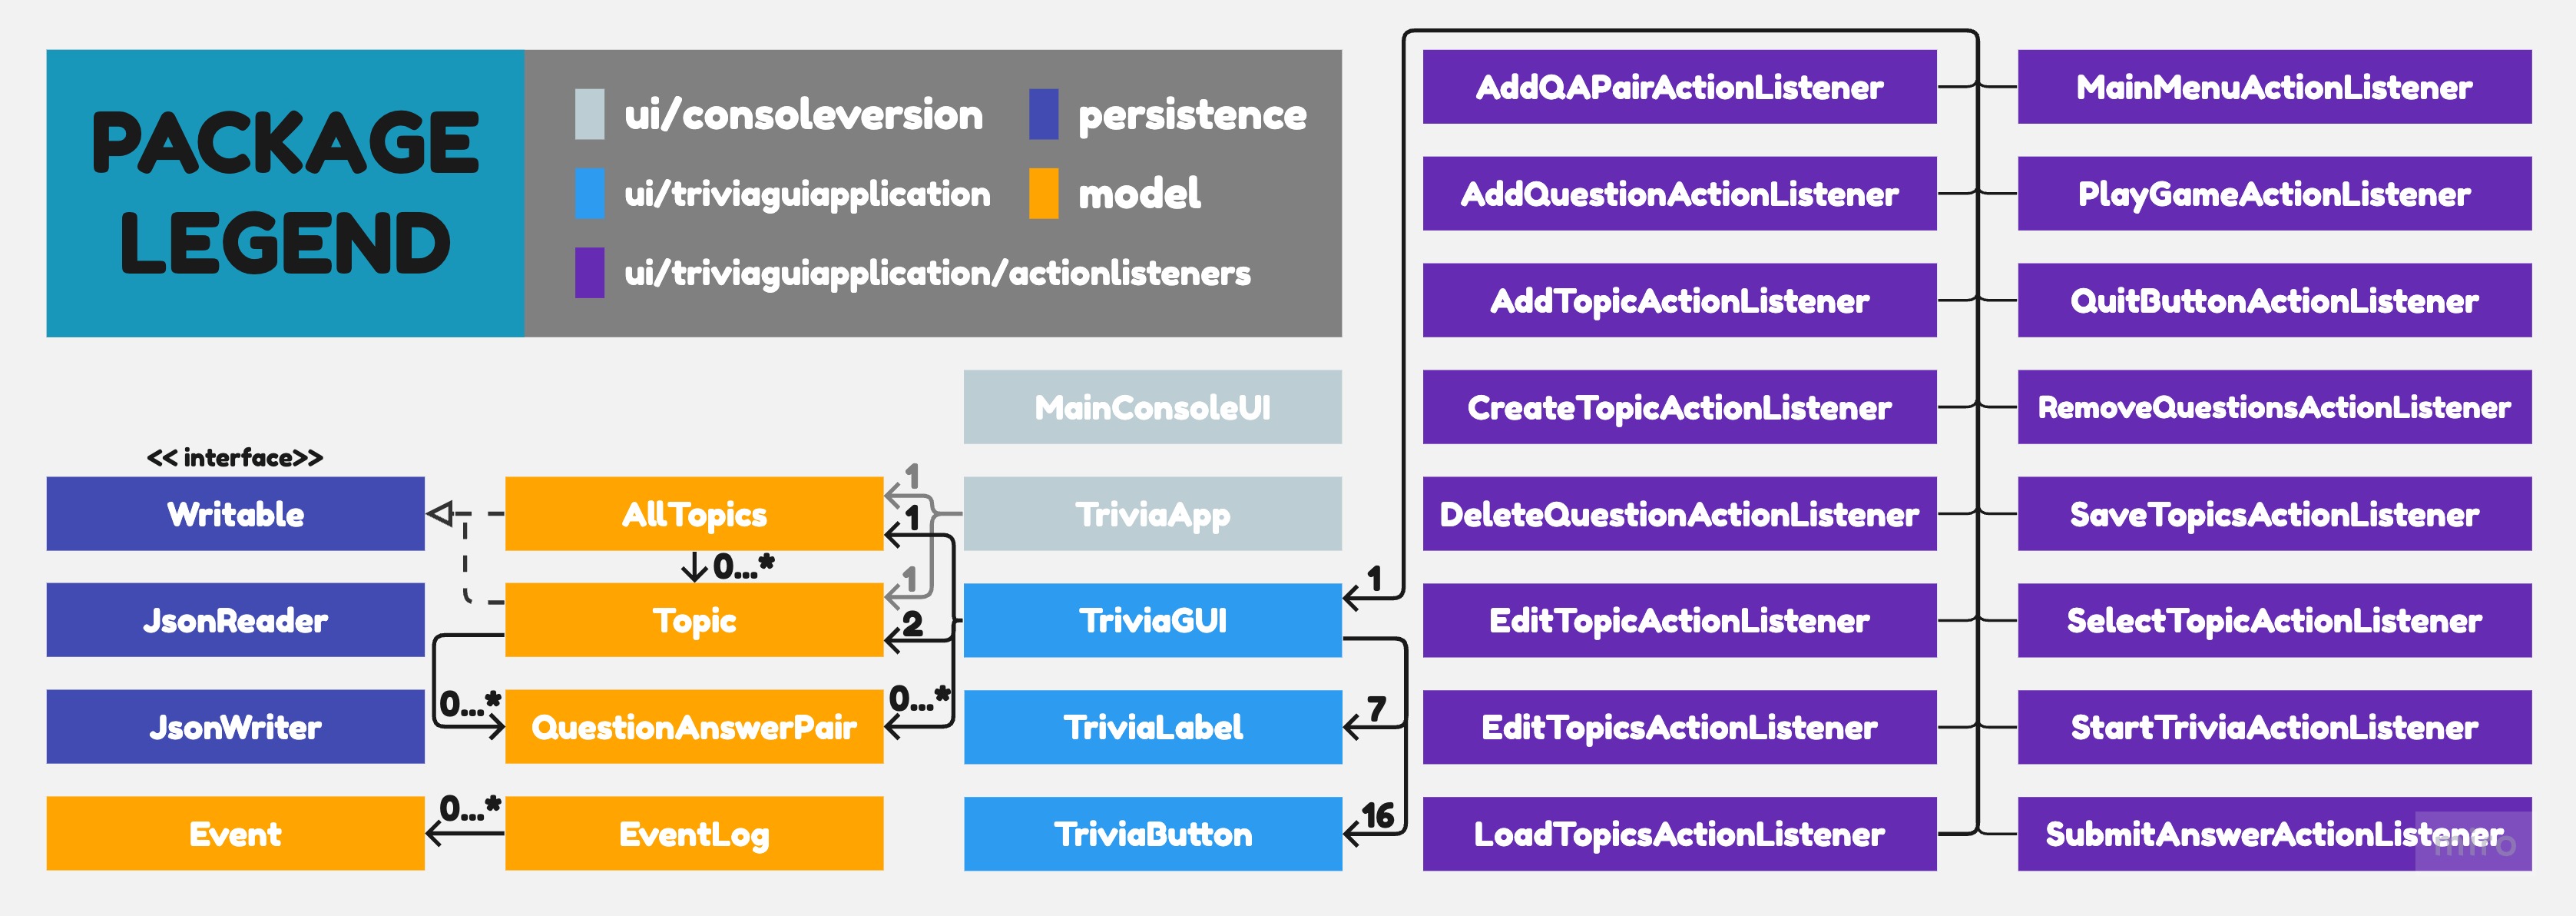 PACKAGE
LEGEND
ui/consoleversion
persistence
ui/triviaguiapplication
model
ui/triviaguiapplication/actionlisteners
MainConsoleUI
<< interface>>
Writable
AllTopics
TriviaApp
1
1
0...*
JsonReader
Topic
TriviaGUI
1
2
1
JsonWriter
QuestionAnswerPair
TriviaLabel
0...*
0...*
7
Event
EventLog
TriviaButton
0...*
16
AddQAPairActionListener
MainMenuActionListener
AddQuestionActionListener
PlayGameActionListener
AddTopicActionListener
QuitButtonActionListener
CreateTopicActionListener
RemoveQuestionsActionListener
DeleteQuestionActionListener
SaveTopicsActionListener
EditTopicActionListener
SelectTopicActionListener
EditTopicsActionListener
StartTriviaActionListener
LoadTopicsActionListener
SubmitAnswerActionListener
miro